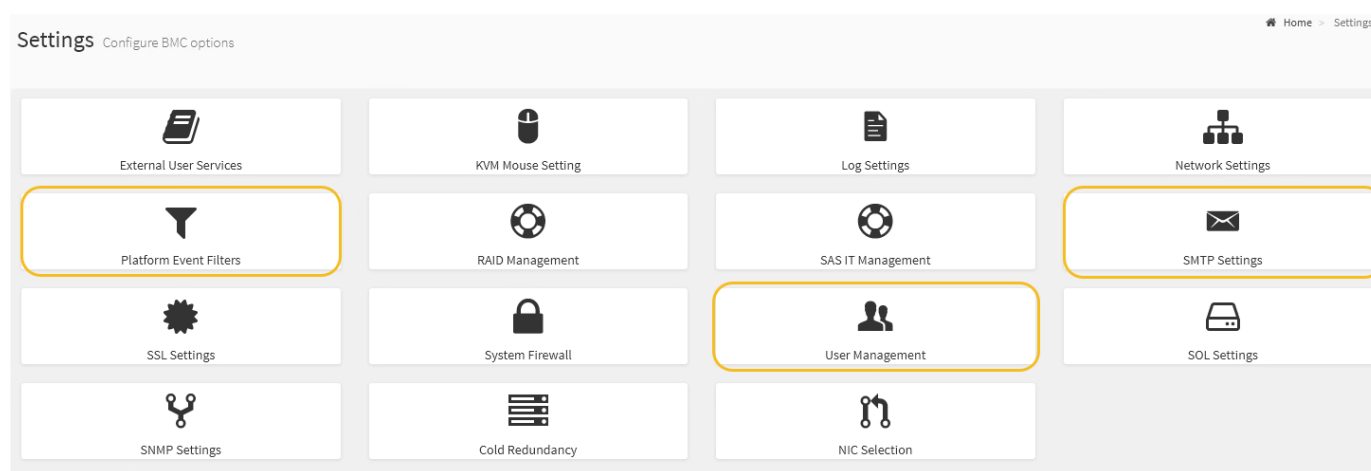 Home > Settings
Settings Configure BMC options
External User Services
KVM Mouse Setting
Log Settings
Network Settings
Platform Event Filters
RAID Management
SAS IT Management
SMTP Settings
SSL Settings
System Firewall
User Management
SOL Settings
SNMP Settings
Cold Redundancy
NIC Selection